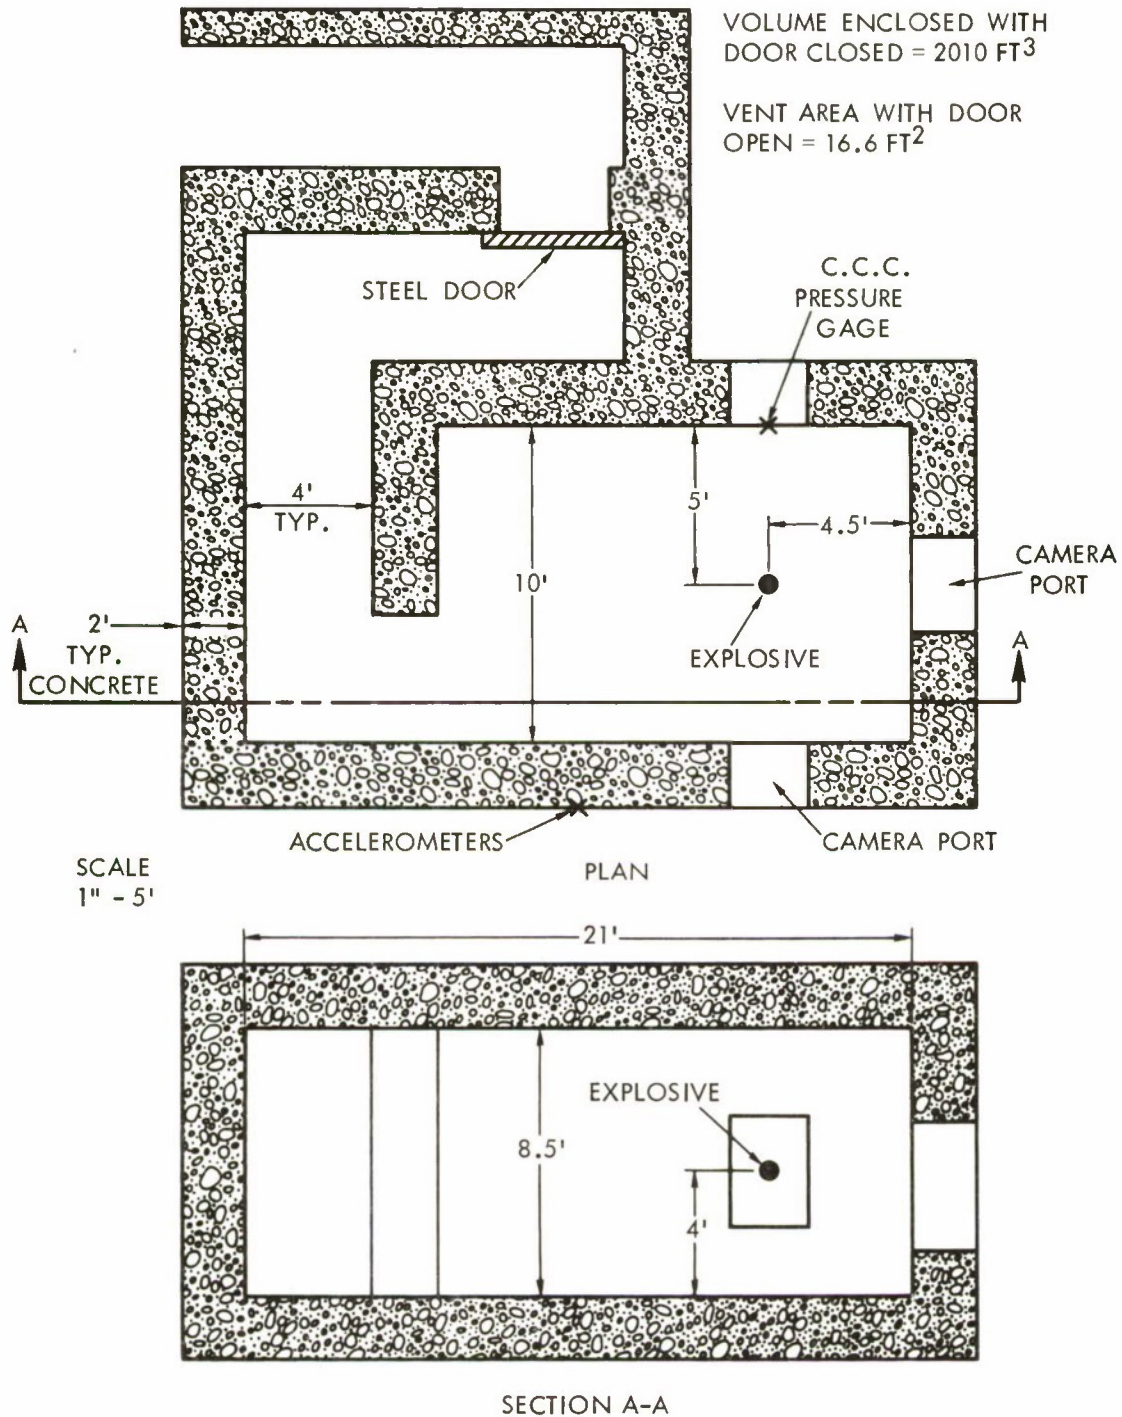 VOLUME ENCLOSED WITH
DOOR CLOSED = 2010 FT³
VENT AREA WITH DOOR
OPEN = 16.6 FT²
STEEL DOOR
C.C.C.
PRESSURE
GAGE
4'
TYP.
5'
4.5'
10'
CAMERA
PORT
EXPLOSIVE
A
2'
TYP.
CONCRETE
A
ACCELEROMETERS
CAMERA PORT
SCALE
1" - 5'
PLAN
21'
EXPLOSIVE
8.5'
4'
SECTION A-A